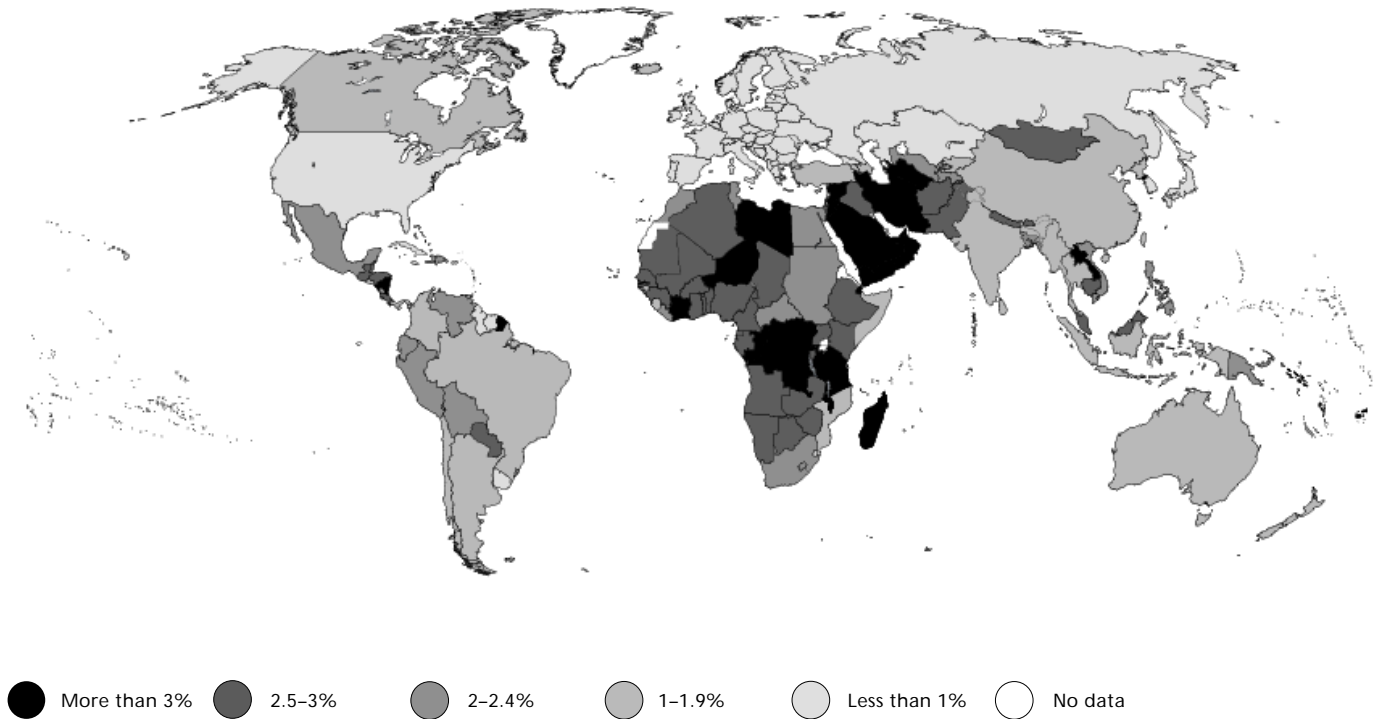 More than 3% 2.5–3% 2–2.4% 1–1.9% Less than 1% No data